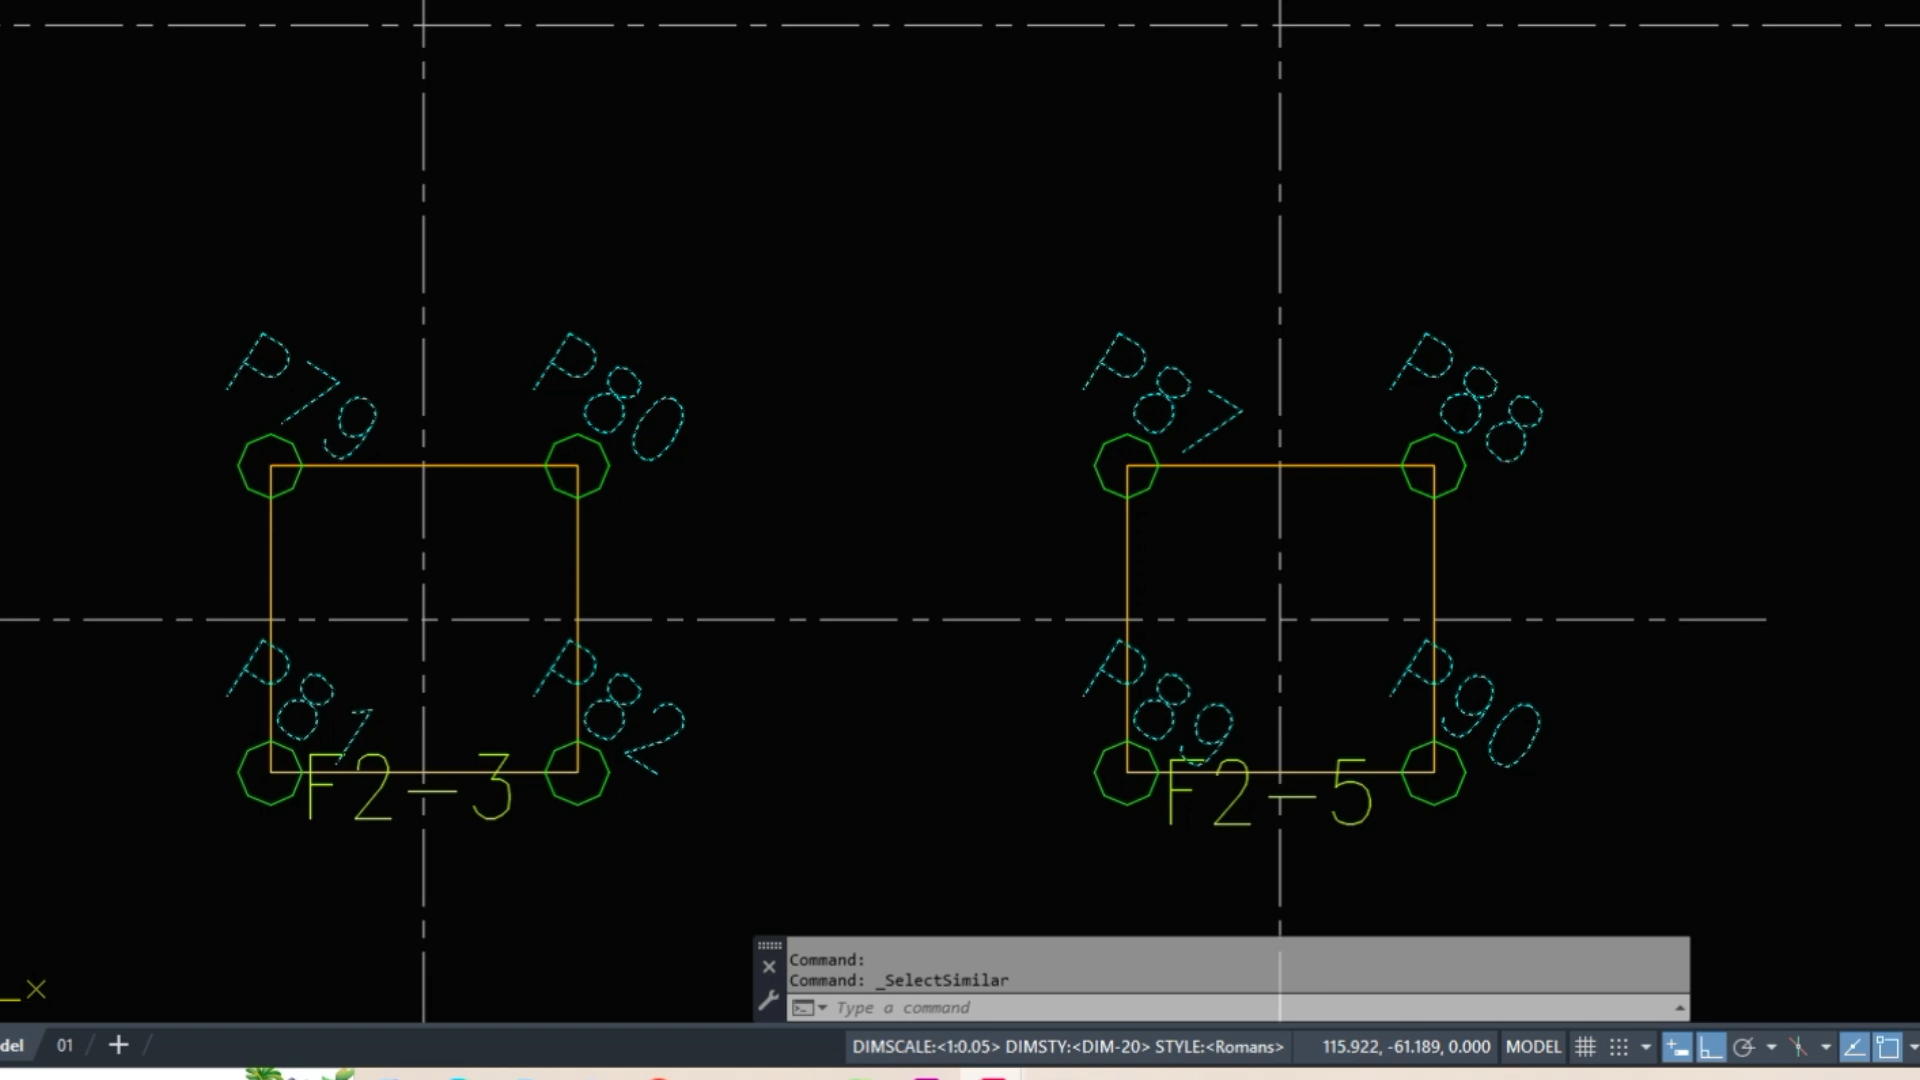 P79 P80 P87 P88
P81 P82 P89 P90
F2-3 F2-5
Command:
Command: _SelectSimilar
Type a command
del 01 + DIMSCALE:<1:0.05> DIMSTY:<DIM-20> STYLE:<Romans> 115.922, -61.189, 0.000 MODEL